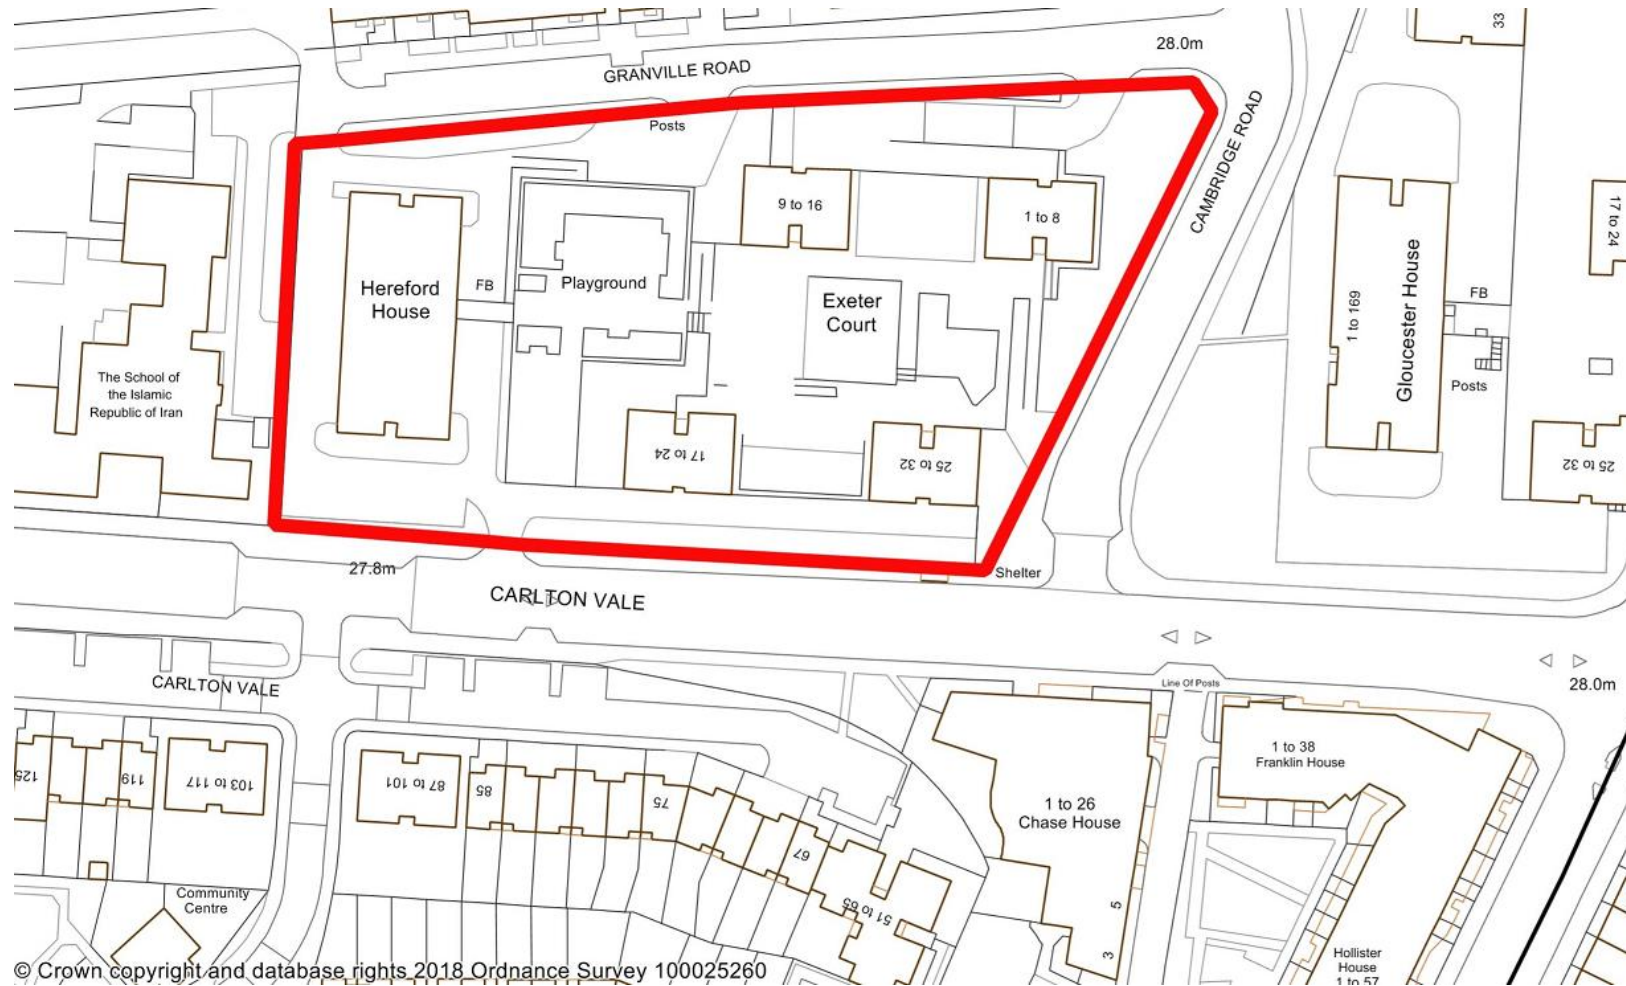 33
28.0m
GRANVILLE ROAD
Posts
CAMBRIDGE ROAD
9 to 16
1 to 8
17 to 24
Hereford
House
FB
Playground
Exeter
Court
1 to 169
Gloucester House
FB
Posts
The School of
the Islamic
Republic of Iran
17 to 24
25 to 32
25 to 32
27.8m
Shelter
CARLTON VALE
CARLTON VALE
Line Of Posts
28.0m
125
119
103 to 117
87 to 101
85
75
67
51 to 65
1 to 26
Chase House
1 to 38
Franklin House
5
3
Community
Centre
Hollister
House
1 to 57
© Crown copyright and database rights 2018 Ordnance Survey 100025260